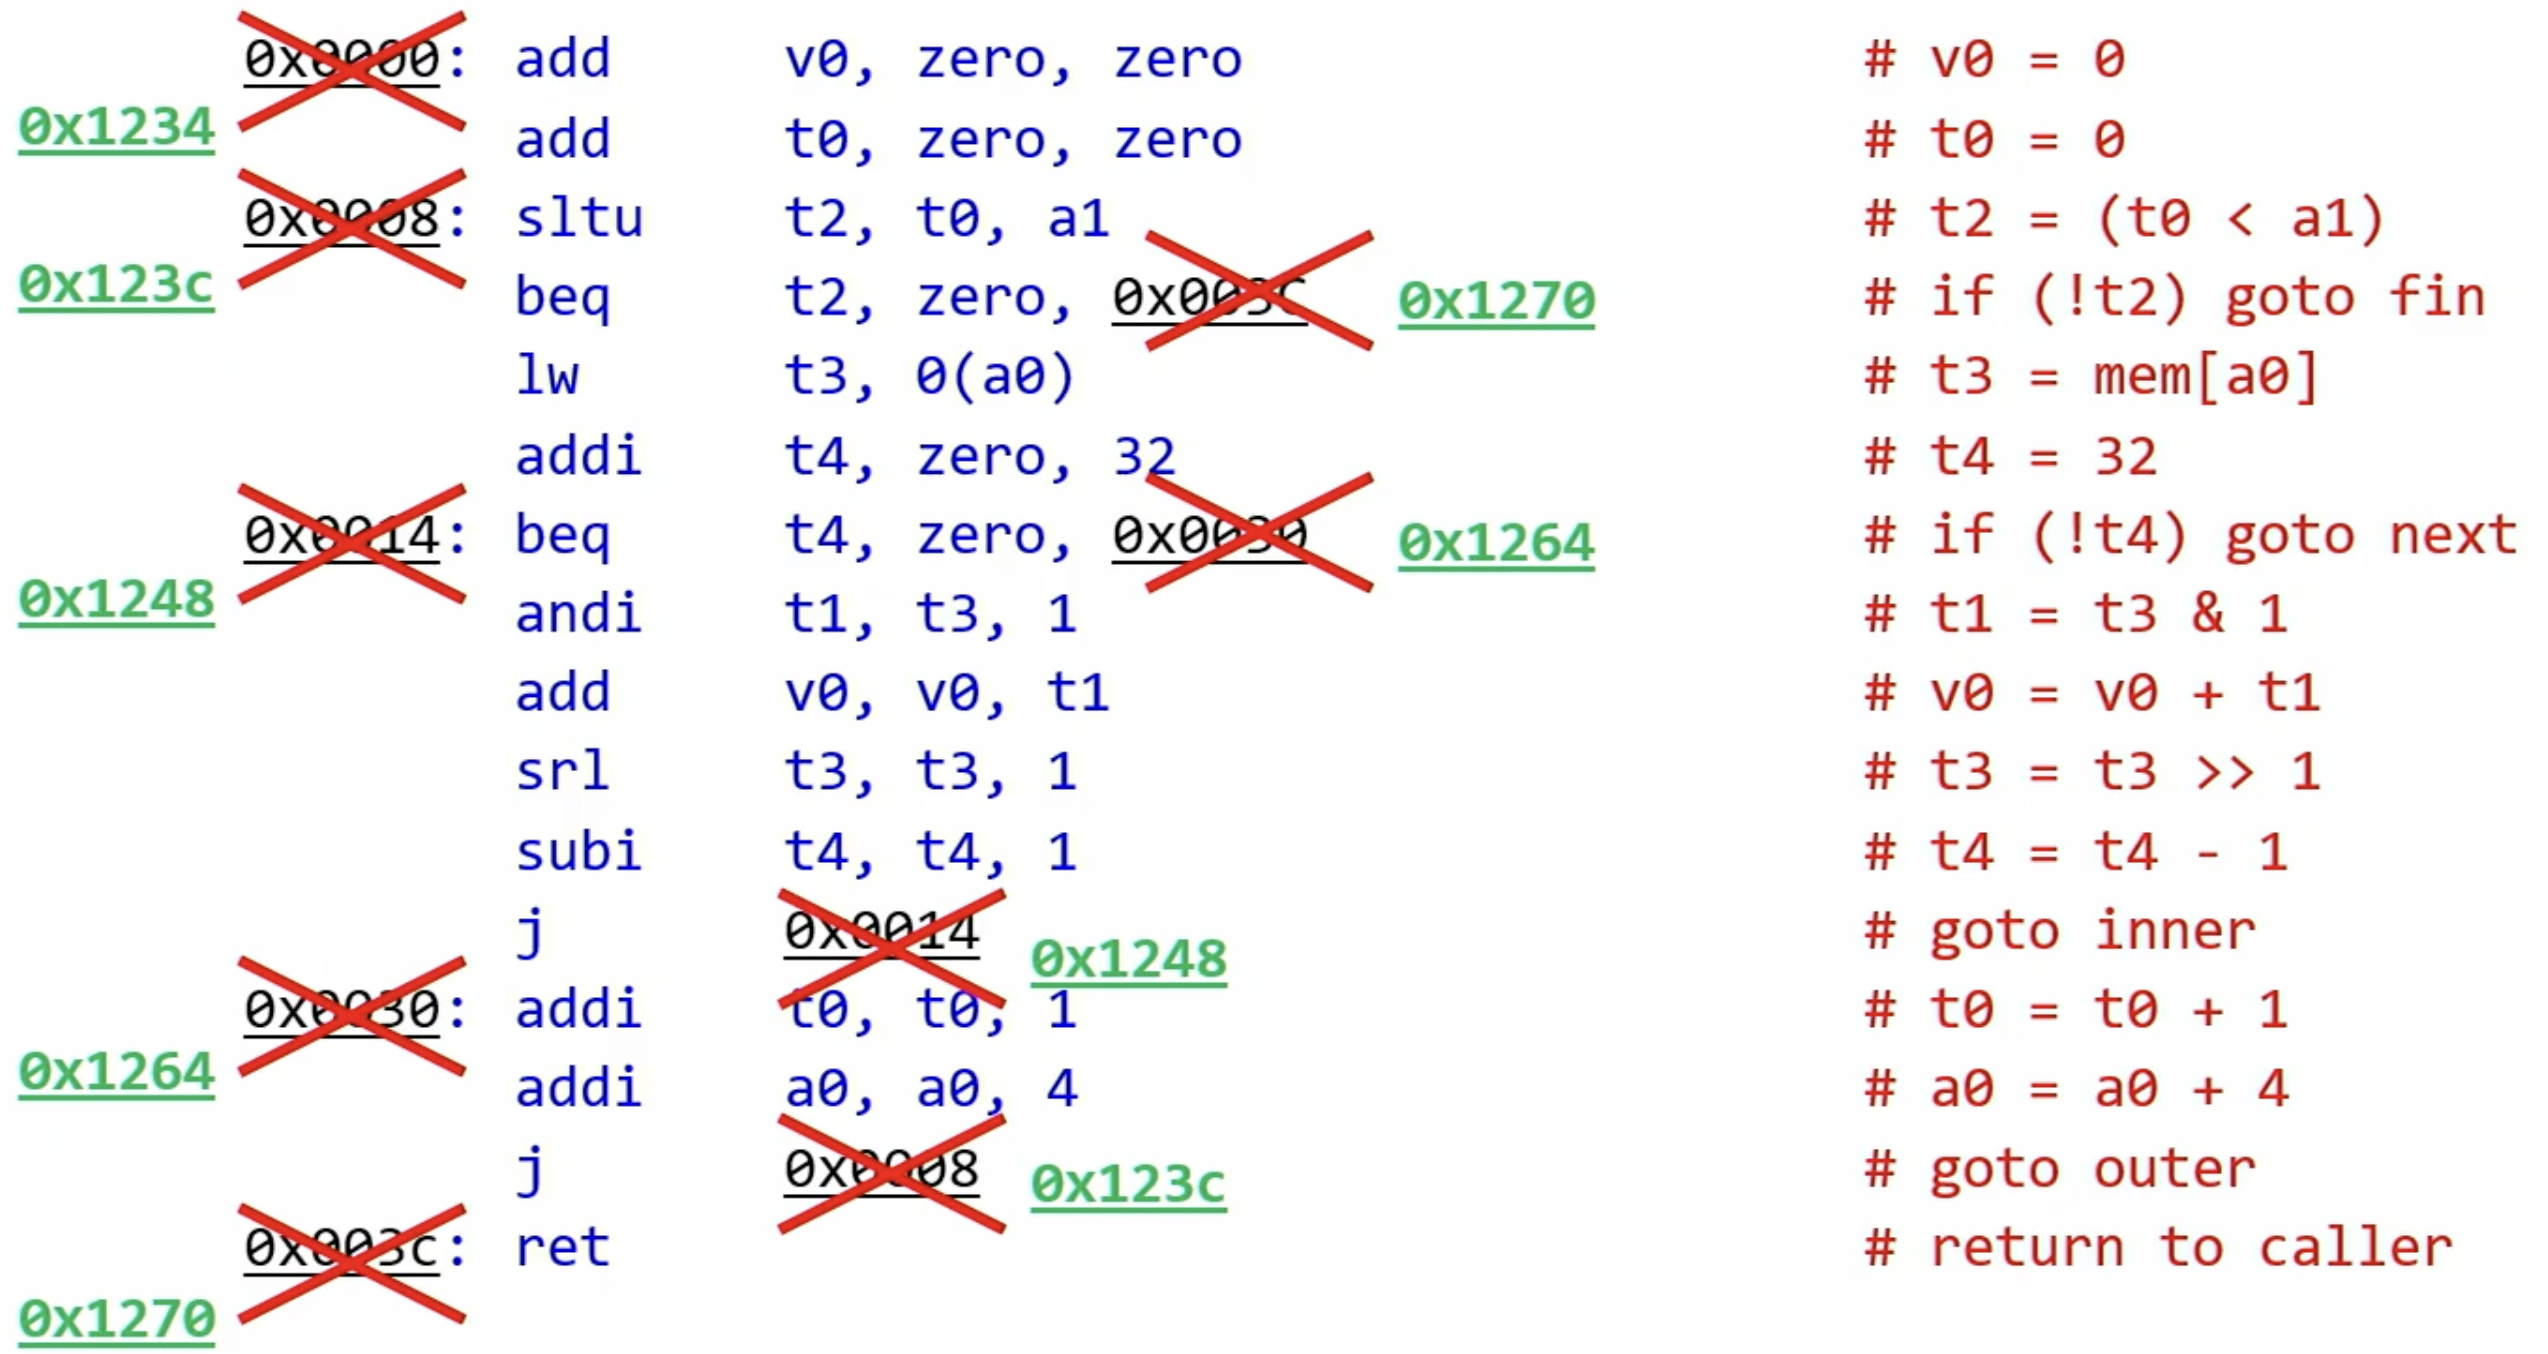 0x0000: add v0, zero, zero # v0 = 0
0x1234
add t0, zero, zero # t0 = 0
0x0008: sltu t2, t0, a1 # t2 = (t0 < a1)
0x123c
beq t2, zero, 0x003c 0x1270 # if (!t2) goto fin
lw t3, 0(a0) # t3 = mem[a0]
addi t4, zero, 32 # t4 = 32
0x0014: beq t4, zero, 0x0030 0x1264 # if (!t4) goto next
0x1248
andi t1, t3, 1 # t1 = t3 & 1
add v0, v0, t1 # v0 = v0 + t1
srl t3, t3, 1 # t3 = t3 >> 1
subi t4, t4, 1 # t4 = t4 - 1
j 0x0014 0x1248 # goto inner
0x0030: addi t0, t0, 1 # t0 = t0 + 1
0x1264
addi a0, a0, 4 # a0 = a0 + 4
j 0x0008 0x123c # goto outer
0x003c: ret # return to caller
0x1270